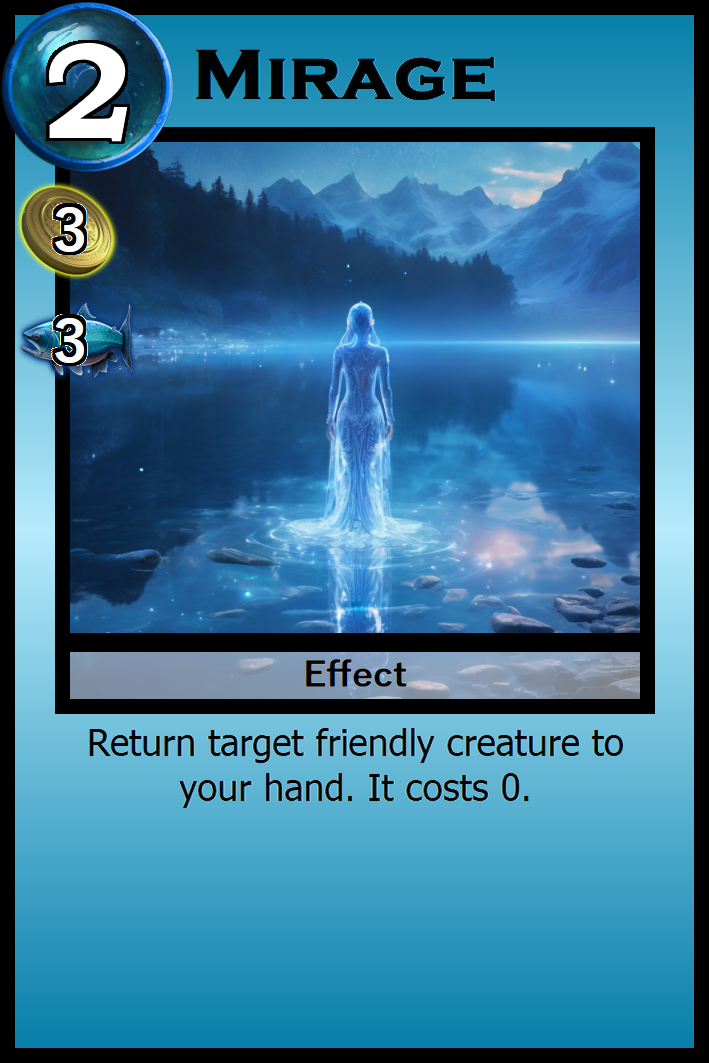 2
Mirage
3
3
Effect
Return target friendly creature to
your hand. It costs 0.